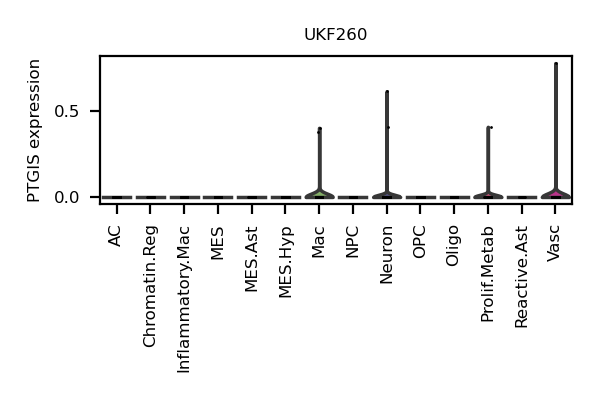 UKF260
PTGIS expression
0.5
0.0
AC
Chromatin.Reg
Inflammatory.Mac
MES
MES.Ast
MES.Hyp
Mac
NPC
Neuron
OPC
Oligo
Prolif.Metab
Reactive.Ast
Vasc